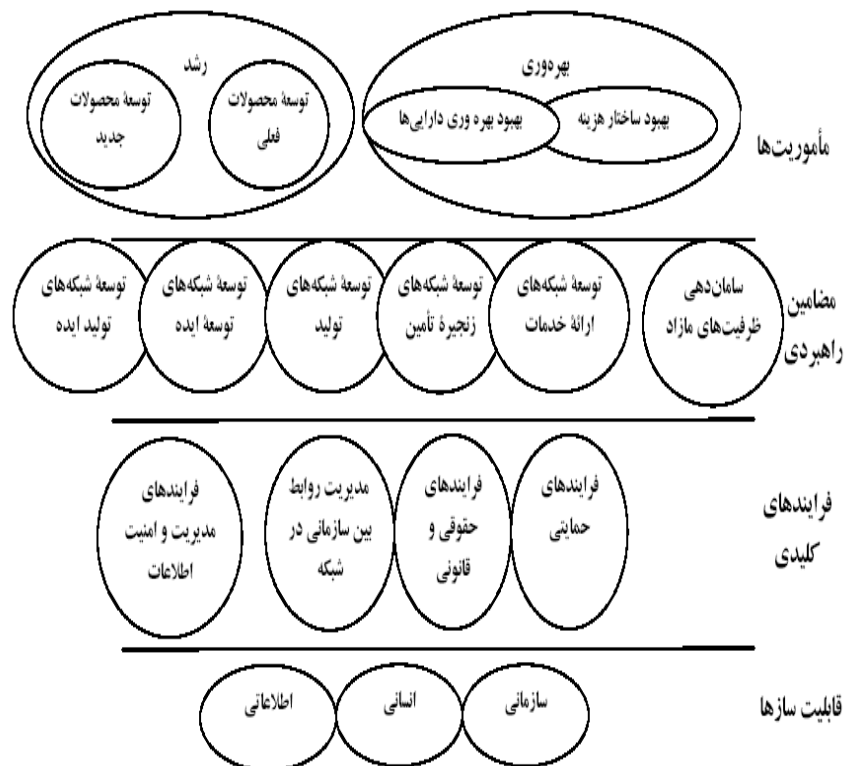 بهره‌وری
رشد
بهبود ساختار هزینه
بهبود بهره وری دارایی‌ها
توسعهٔ محصولات
فعلی
توسعهٔ محصولات
جدید
مأموریت‌ها
سامان‌دهی
ظرفیت‌های مازاد
توسعهٔ شبکه‌های
ارائهٔ خدمات
توسعهٔ شبکه‌های
زنجیرهٔ تأمین
توسعهٔ شبکه‌های
تولید
توسعهٔ شبکه‌های
توسعهٔ ایده
توسعهٔ شبکه‌های
تولید ایده
مضامین
راهبردی
فرایندهای
حمایتی
فرایندهای
حقوقی و
قانونی
مدیریت روابط
بین سازمانی در
شبکه
فرایندهای
مدیریت و امنیت
اطلاعات
فرایندهای
کلیدی
سازمانی
انسانی
اطلاعاتی
قابلیت سازها